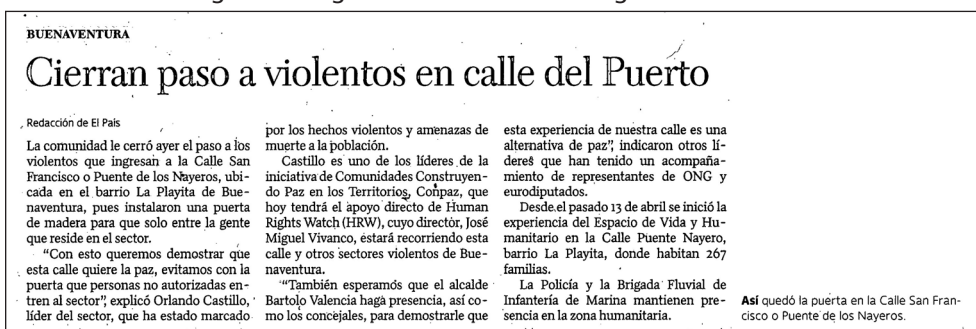 BUENAVENTURA
Cierran paso a violentos en calle del Puerto
Redacción de El País
La comunidad le cerró ayer el paso a los
violentos que ingresan a la Calle San
Francisco o Puente de los Nayeros, ubi-
cada en el barrio La Playita de Bue-
naventura, pues instalaron una puerta
de madera para que solo entre la gente
que reside en el sector.
"Con esto queremos demostrar que
esta calle quiere la paz, evitamos con la
puerta que personas no autorizadas en-
tren al sector", explicó Orlando Castillo,
líder del sector, que ha estado marcado
por los hechos violentos y amenazas de
muerte a la población.
Castillo es uno de los líderes de la
iniciativa de Comunidades Construyen-
do Paz en los Territorios, Conpaz, que
hoy tendrá el apoyo directo de Human
Rights Watch (HRW), cuyo director, José
Miguel Vivanco, estará recorriendo esta
calle y otros sectores violentos de Bue-
naventura.
"También esperamos que el alcalde
Bartolo Valencia haga presencia, así co-
mo los concejales, para demostrarle que
esta experiencia de nuestra calle es una
alternativa de paz", indicaron otros lí-
deres que han tenido un acompaña-
miento de representantes de ONG y
eurodiputados.
Desde el pasado 13 de abril se inició la
experiencia del Espacio de Vida y Hu-
manitario en la Calle Puente Nayero,
barrio La Playita, donde habitan 267
familias.
La Policía y la Brigada Fluvial de
Infantería de Marina mantienen pre-
sencia en la zona humanitaria.
Así quedó la puerta en la Calle San Fran-
cisco o Puente de los Nayeros.